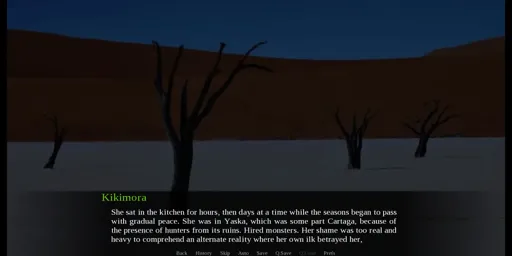 Kikimora
She sat in the kitchen for hours, then days at a time while the seasons began to pass
with gradual peace. She was in Yaska, which was some part Cartaga, because of
the presence of hunters from its ruins. Hired monsters. Her shame was too real and
heavy to comprehend an alternate reality where her own ilk betrayed her,
Back History Skip Auto Save Q.Save Q.Load Prefs